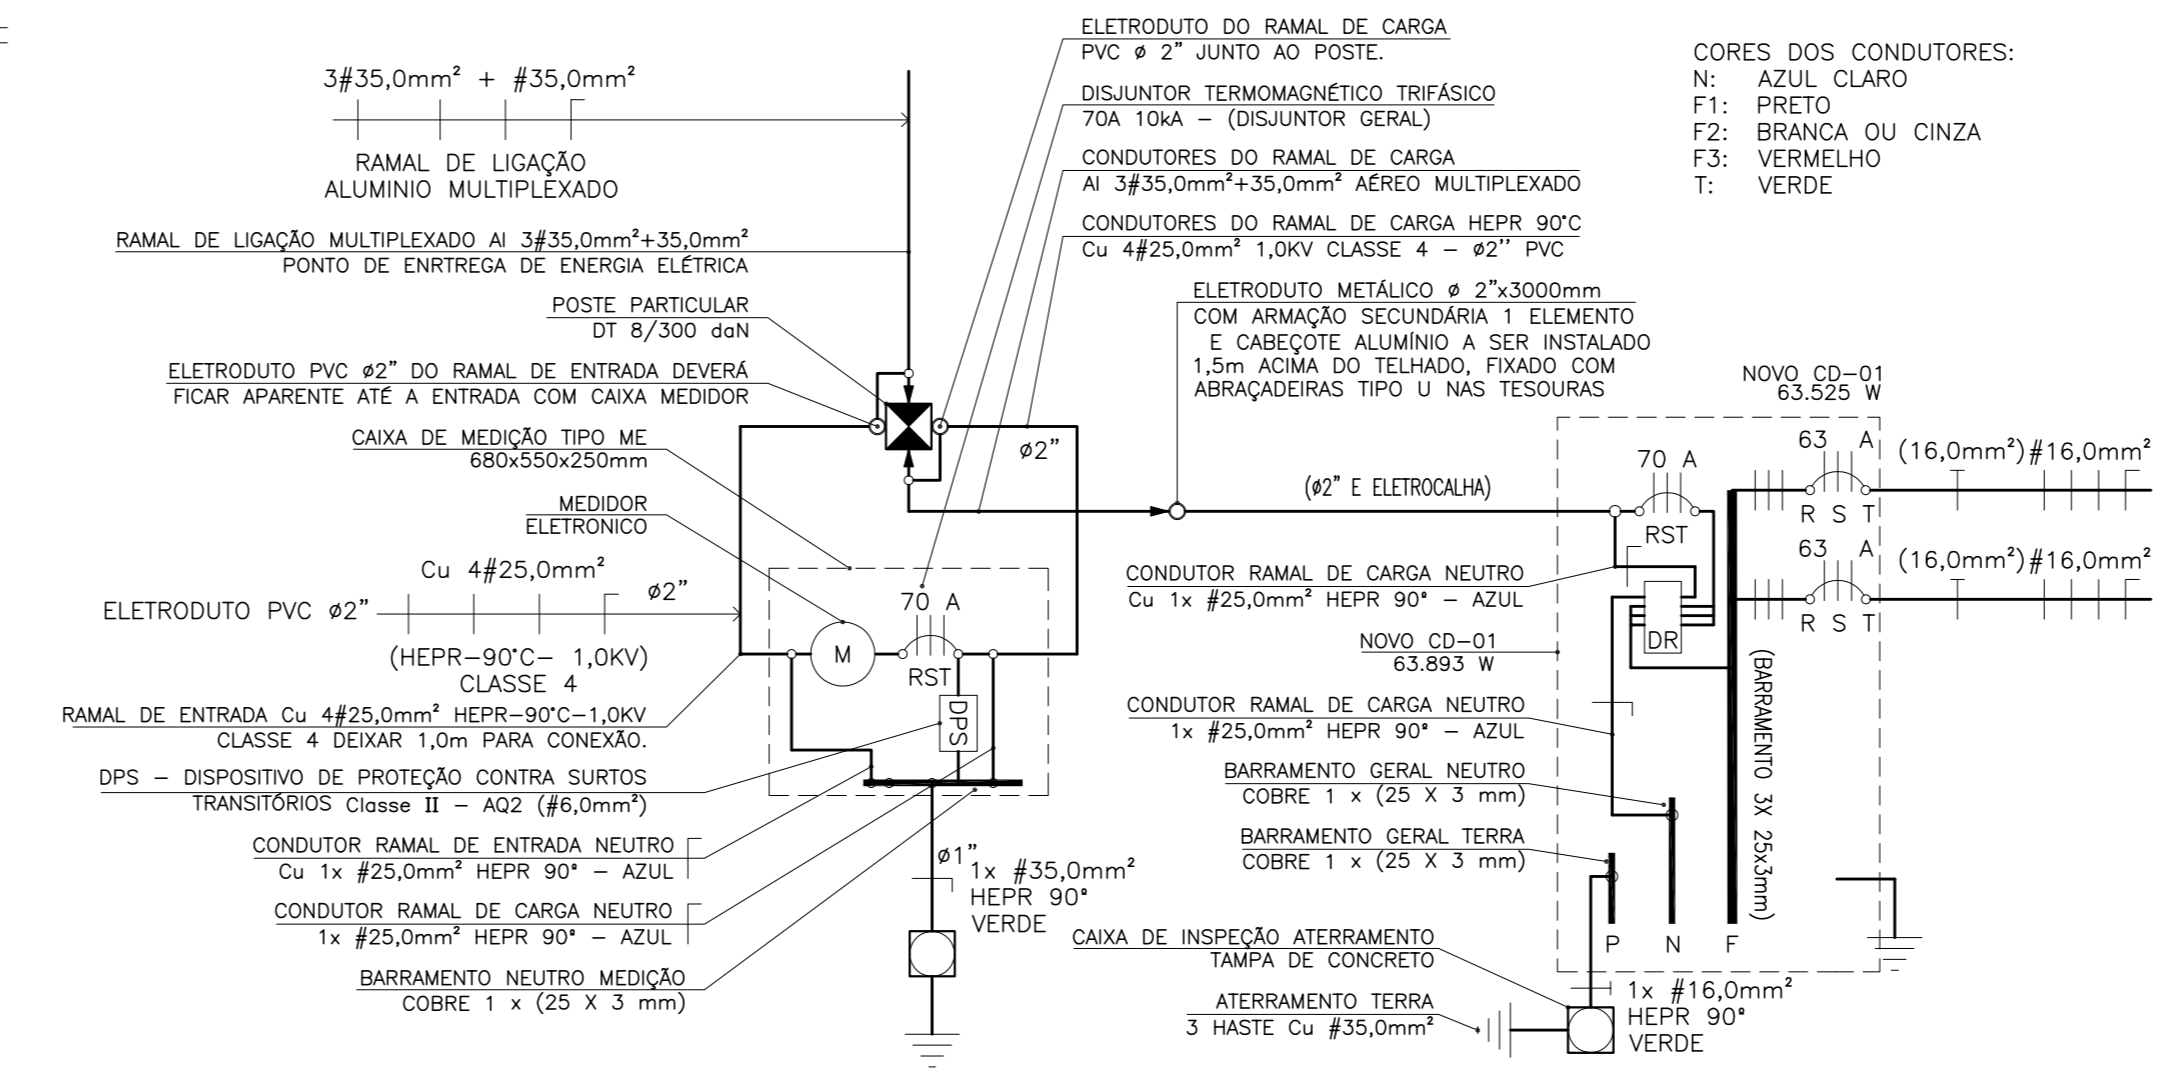 3#35,0mm² + #35,0mm²
RAMAL DE LIGAÇÃO
ALUMINIO MULTIPLEXADO
RAMAL DE LIGAÇÃO MULTIPLEXADO Al 3#35,0mm²+35,0mm²
PONTO DE ENRTREGA DE ENERGIA ELÉTRICA
POSTE PARTICULAR
DT 8/300 daN
ELETRODUTO PVC ø2" DO RAMAL DE ENTRADA DEVERÁ
FICAR APARENTE ATÉ A ENTRADA COM CAIXA MEDIDOR
CAIXA DE MEDIÇÃO TIPO ME
680x550x250mm
MEDIDOR
ELETRONICO
Cu 4#25,0mm²
ø2"
ELETRODUTO PVC ø2"
(HEPR-90°C- 1,0KV)
CLASSE 4
RAMAL DE ENTRADA Cu 4#25,0mm² HEPR-90°C-1,0KV
CLASSE 4 DEIXAR 1,0m PARA CONEXÃO.
DPS - DISPOSITIVO DE PROTEÇÃO CONTRA SURTOS
TRANSITÓRIOS Classe II - AQ2 (#6,0mm²)
CONDUTOR RAMAL DE ENTRADA NEUTRO
Cu 1x #25,0mm² HEPR 90° - AZUL
CONDUTOR RAMAL DE CARGA NEUTRO
1x #25,0mm² HEPR 90° - AZUL
BARRAMENTO NEUTRO MEDIÇÃO
COBRE 1 x (25 X 3 mm)
ELETRODUTO DO RAMAL DE CARGA
PVC ø 2" JUNTO AO POSTE.
DISJUNTOR TERMOMAGNÉTICO TRIFÁSICO
70A 10kA - (DISJUNTOR GERAL)
CONDUTORES DO RAMAL DE CARGA
Al 3#35,0mm²+35,0mm² AÉREO MULTIPLEXADO
CONDUTORES DO RAMAL DE CARGA HEPR 90°C
Cu 4#25,0mm² 1,0KV CLASSE 4 - ø2'' PVC
ELETRODUTO METÁLICO ø 2"x3000mm
COM ARMAÇÃO SECUNDÁRIA 1 ELEMENTO
E CABEÇOTE ALUMÍNIO A SER INSTALADO
1,5m ACIMA DO TELHADO, FIXADO COM
ABRAÇADEIRAS TIPO U NAS TESOURAS
ø2"
70 A
M
RST
DPS
ø1"
1x #35,0mm²
HEPR 90°
VERDE
CORES DOS CONDUTORES:
N: AZUL CLARO
F1: PRETO
F2: BRANCA OU CINZA
F3: VERMELHO
T: VERDE
NOVO CD-01
63.525 W
(ø2" E ELETROCALHA)
70 A
RST
63 A
R S T
(16,0mm²)#16,0mm²
63 A
R S T
(16,0mm²)#16,0mm²
CONDUTOR RAMAL DE CARGA NEUTRO
Cu 1x #25,0mm² HEPR 90° - AZUL
DR
NOVO CD-01
63.893 W
CONDUTOR RAMAL DE CARGA NEUTRO
1x #25,0mm² HEPR 90° - AZUL
BARRAMENTO GERAL NEUTRO
COBRE 1 x (25 X 3 mm)
BARRAMENTO GERAL TERRA
COBRE 1 x (25 X 3 mm)
(BARRAMENTO 3X 25x3mm)
P N F
CAIXA DE INSPEÇÃO ATERRAMENTO
TAMPA DE CONCRETO
ATERRAMENTO TERRA
3 HASTE Cu #35,0mm²
1x #16,0mm²
HEPR 90°
VERDE